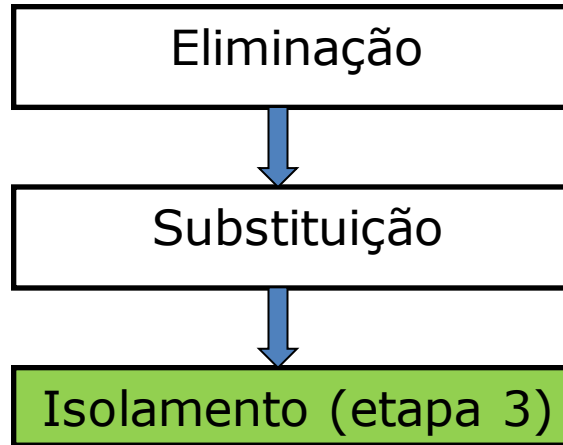 Eliminação
Substituição
Isolamento (etapa 3)